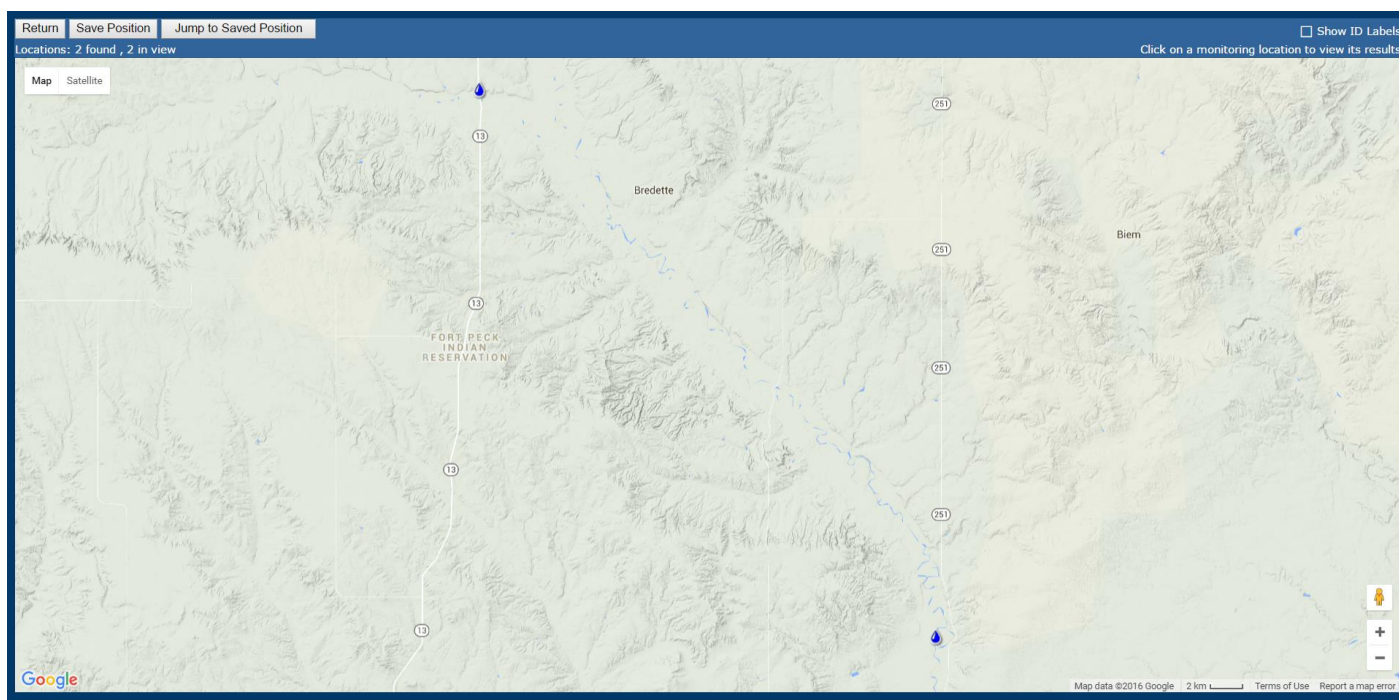 Return Save Position Jump to Saved Position
Show ID Labels
Locations: 2 found , 2 in view
Click on a monitoring location to view its results
Map Satellite
251
13
Bredette
Biem
251
13
FORT PECK
INDIAN
RESERVATION
251
13
251
13
+
−
Google
Map data ©2016 Google 2 km Terms of Use Report a map error